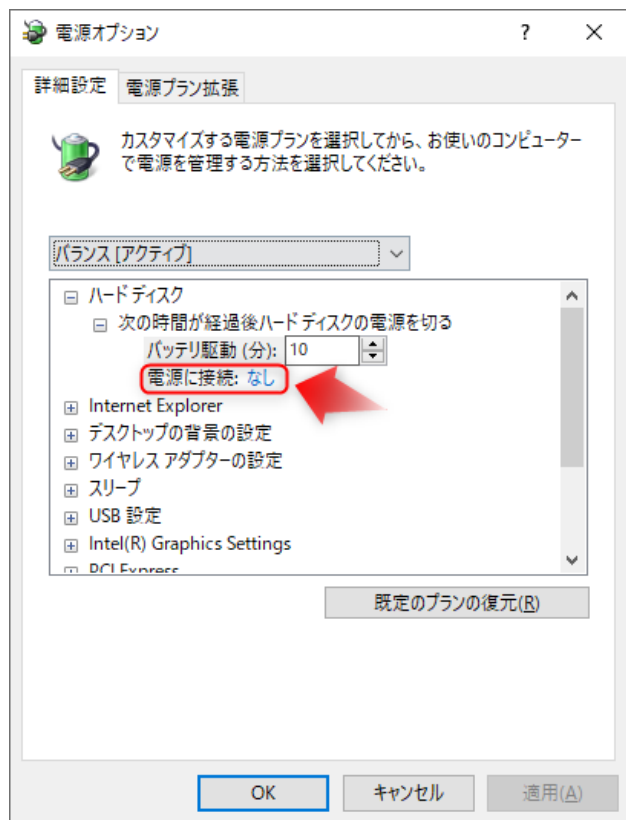 電源オプション
詳細設定
電源プラン拡張
カスタマイズする電源プランを選択してから、お使いのコンピューター
で電源を管理する方法を選択してください。
バランス [アクティブ]
ハード ディスク
次の時間が経過後ハード ディスクの電源を切る
バッテリ駆動 (分): 10
電源に接続: なし
Internet Explorer
デスクトップの背景の設定
ワイヤレス アダプターの設定
スリープ
USB 設定
Intel(R) Graphics Settings
PCI Express
既定のプランの復元(R)
OK
キャンセル
適用(A)